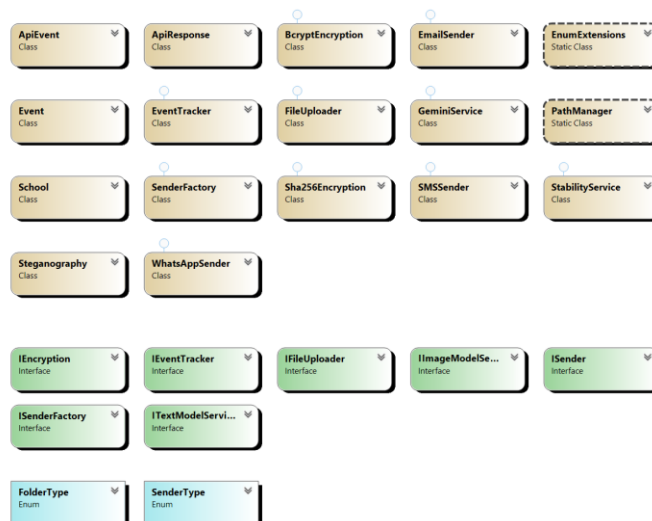 ApiEvent
Class
ApiResponse
Class
BcryptEncryption
Class
EmailSender
Class
EnumExtensions
Static Class
Event
Class
EventTracker
Class
FileUploader
Class
GeminiService
Class
PathManager
Static Class
School
Class
SenderFactory
Class
Sha256Encryption
Class
SMSSender
Class
StabilityService
Class
Steganography
Class
WhatsAppSender
Class
IEncryption
Interface
IEventTracker
Interface
IFileUploader
Interface
IImageModelSe...
Interface
ISender
Interface
ISenderFactory
Interface
ITextModelServi...
Interface
FolderType
Enum
SenderType
Enum